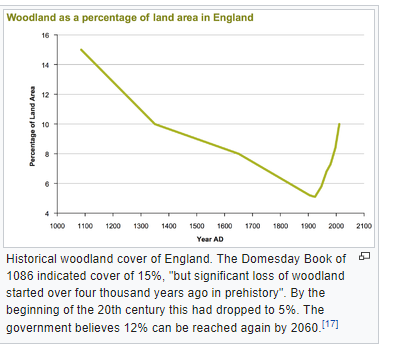 Woodland as a percentage of land area in England
16
14
12
10
8
6
4
Percentage of Land Area
1000 1100 1200 1300 1400 1500 1600 1700 1800 1900 2000 2100
Year AD
Historical woodland cover of England. The Domesday Book of
1086 indicated cover of 15%, "but significant loss of woodland
started over four thousand years ago in prehistory". By the
beginning of the 20th century this had dropped to 5%. The
government believes 12% can be reached again by 2060.[17]